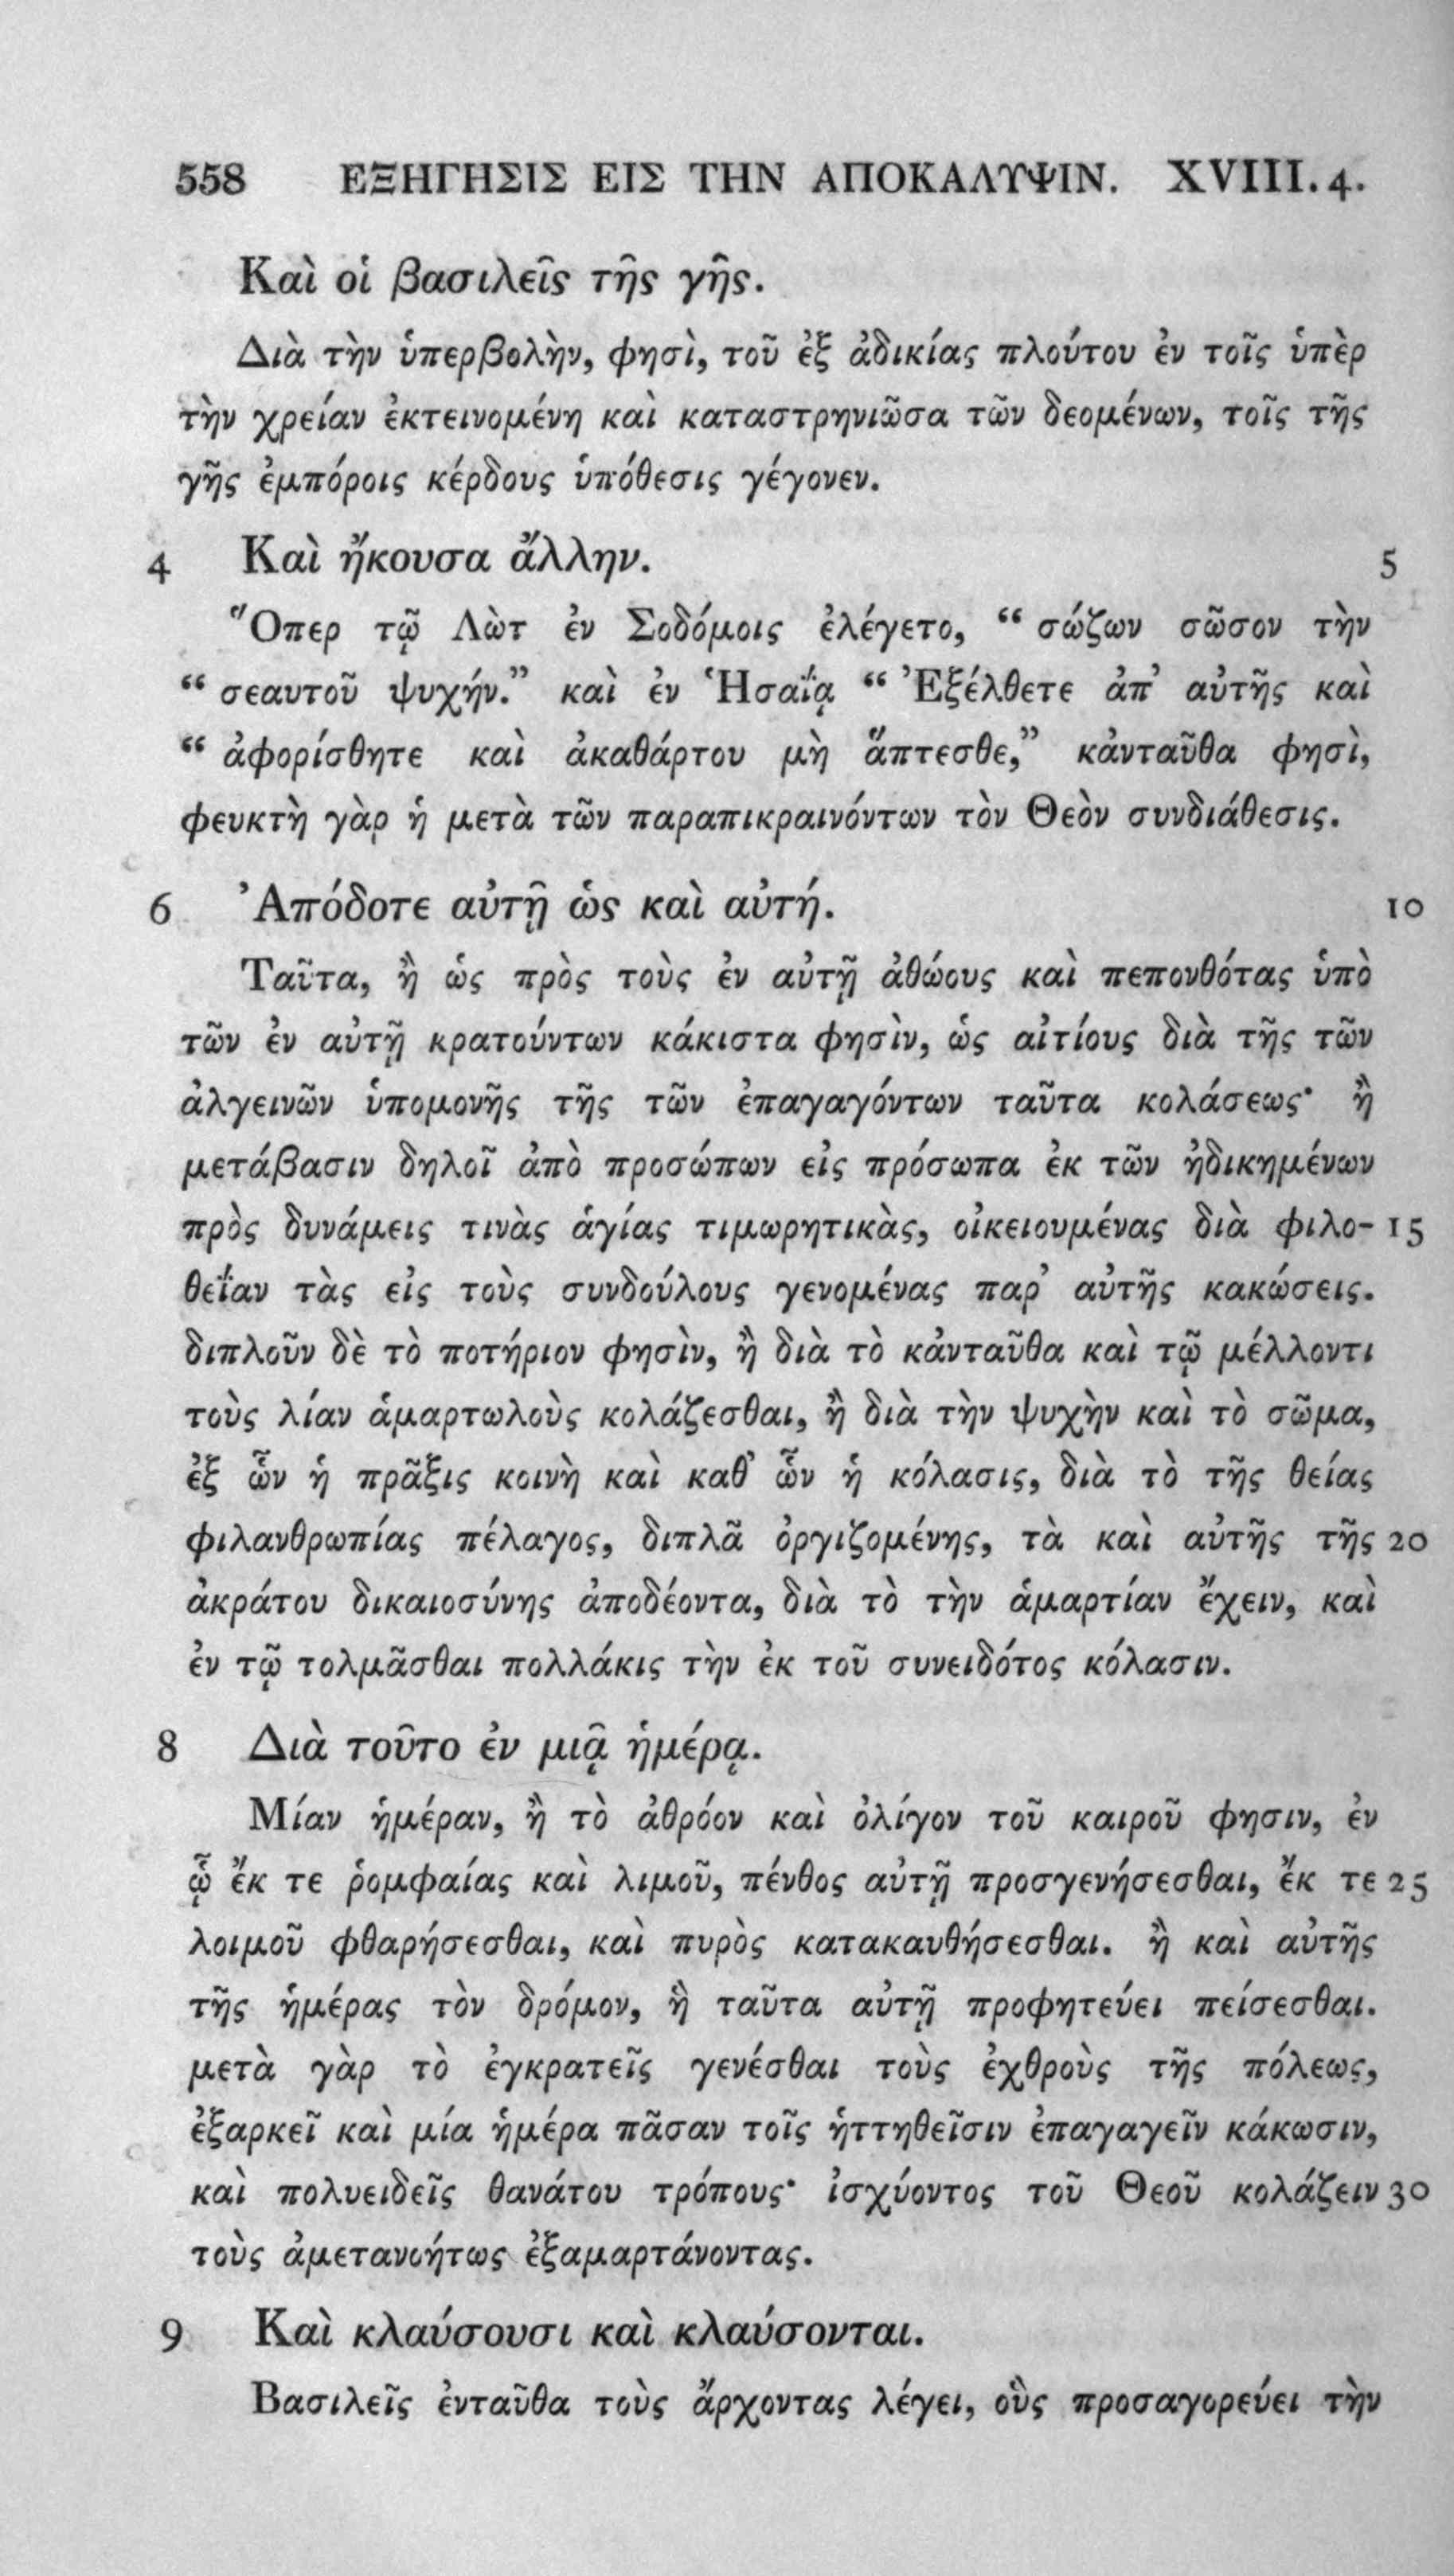 558 ΕΞΗΓΗΣΙΣ ΕΙΣ ΤΗΝ ΑΠΟΚΑΛΥΨΙΝ. XVIII. 4.
Καὶ οἱ βασιλεῖς τῆς γῆς.
Διὰ τὴν ὑπερβολὴν, φησὶ, τοῦ ἐξ ἀδικίας πλούτου ἐν τοῖς ὑπὲρ
τὴν χρείαν ἐκτεινομένη καὶ καταστρηνιῶσα τῶν δεομένων, τοῖς τῆς
γῆς ἐμπόροις κέρδους ὑπόθεσις γέγονεν.
4 Καὶ ἤκουσα ἄλλην. 5
Ὅπερ τῷ Λὼτ ἐν Σοδόμοις ἐλέγετο, “ σώζων σῶσον τὴν
“ σεαυτοῦ ψυχήν.” καὶ ἐν Ἡσαΐᾳ “ Ἐξέλθετε ἀπ’ αὐτῆς καὶ
“ ἀφορίσθητε καὶ ἀκαθάρτου μὴ ἅπτεσθε,” κἀνταῦθα φησὶ,
φευκτὴ γὰρ ἡ μετὰ τῶν παραπικραινόντων τὸν Θεὸν συνδιάθεσις.
6 Ἀπόδοτε αὐτῇ ὡς καὶ αὐτή. 10
Ταῦτα, ἢ ὡς πρὸς τοὺς ἐν αὐτῇ ἀθώους καὶ πεπονθότας ὑπὸ
τῶν ἐν αὐτῇ κρατούντων κάκιστα φησὶν, ὡς αἰτίους διὰ τῆς τῶν
ἀλγεινῶν ὑπομονῆς τῆς τῶν ἐπαγαγόντων ταῦτα κολάσεως· ἢ
μετάβασιν δηλοῖ ἀπὸ προσώπων εἰς πρόσωπα ἐκ τῶν ἠδικημένων
πρὸς δυνάμεις τινὰς ἁγίας τιμωρητικὰς, οἰκειουμένας διὰ φιλο- 15
θεΐαν τὰς εἰς τοὺς συνδούλους γενομένας παρ’ αὐτῆς κακώσεις.
διπλοῦν δὲ τὸ ποτήριον φησὶν, ἢ διὰ τὸ κἀνταῦθα καὶ τῷ μέλλοντι
τοὺς λίαν ἁμαρτωλοὺς κολάζεσθαι, ἢ διὰ τὴν ψυχὴν καὶ τὸ σῶμα,
ἐξ ὧν ἡ πρᾶξις κοινὴ καὶ καθ’ ὧν ἡ κόλασις, διὰ τὸ τῆς θείας
φιλανθρωπίας πέλαγος, διπλᾶ ὀργιζομένης, τὰ καὶ αὐτῆς τῆς 20
ἀκράτου δικαιοσύνης ἀποδέοντα, διὰ τὸ τὴν ἁμαρτίαν ἔχειν, καὶ
ἐν τῷ τολμᾶσθαι πολλάκις τὴν ἐκ τοῦ συνειδότος κόλασιν.
8 Διὰ τοῦτο ἐν μιᾷ ἡμέρᾳ.
Μίαν ἡμέραν, ἢ τὸ ἀθρόον καὶ ὀλίγον τοῦ καιροῦ φησιν, ἐν
ᾧ ἔκ τε ῥομφαίας καὶ λιμοῦ, πένθος αὐτῇ προσγενήσεσθαι, ἔκ τε 25
λοιμοῦ φθαρήσεσθαι, καὶ πυρὸς κατακαυθήσεσθαι. ἢ καὶ αὐτῆς
τῆς ἡμέρας τὸν δρόμον, ἢ ταῦτα αὐτῇ προφητεύει πείσεσθαι.
μετὰ γὰρ τὸ ἐγκρατεῖς γενέσθαι τοὺς ἐχθροὺς τῆς πόλεως,
ἐξαρκεῖ καὶ μία ἡμέρα πᾶσαν τοῖς ἡττηθεῖσιν ἐπαγαγεῖν κάκωσιν,
καὶ πολυειδεῖς θανάτου τρόπους· ἰσχύοντος τοῦ Θεοῦ κολάζειν 30
τοὺς ἀμετανοήτως ἐξαμαρτάνοντας.
9 Καὶ κλαύσουσι καὶ κλαύσονται.
Βασιλεῖς ἐνταῦθα τοὺς ἄρχοντας λέγει, οὓς προσαγορεύει τὴν